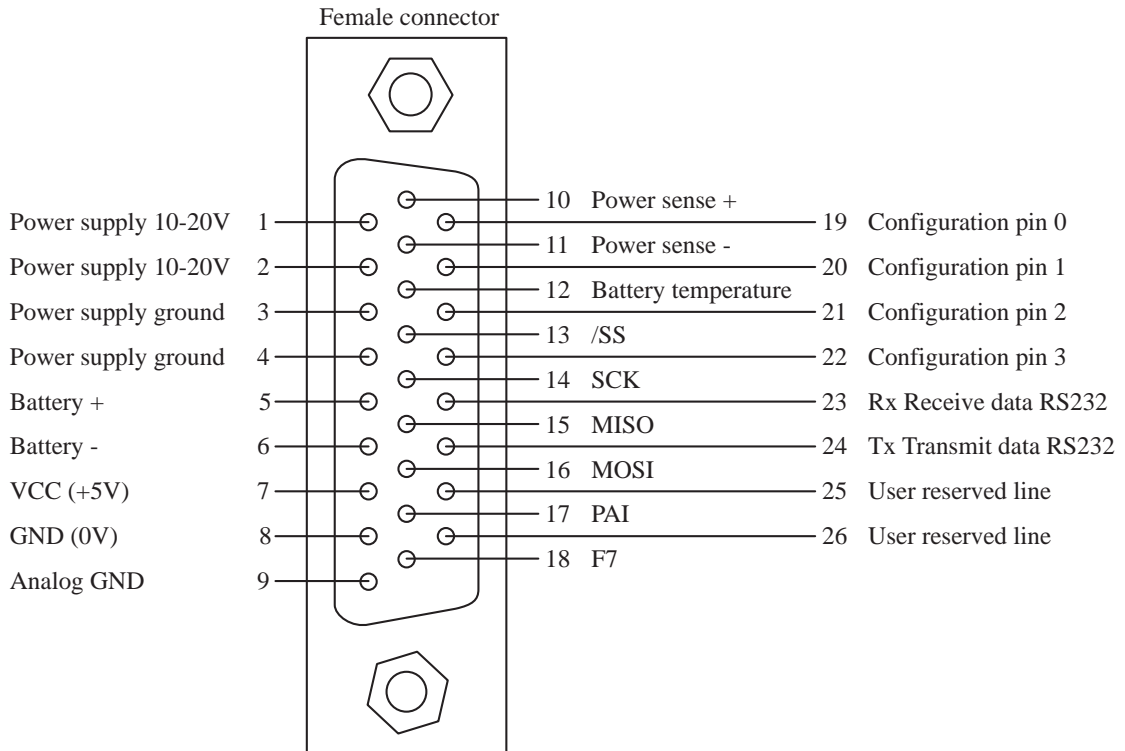 Female connector
Power supply 10-20V 1
Power supply 10-20V 2
Power supply ground 3
Power supply ground 4
Battery + 5
Battery - 6
VCC (+5V) 7
GND (0V) 8
Analog GND 9
10 Power sense +
11 Power sense -
12 Battery temperature
13 /SS
14 SCK
15 MISO
16 MOSI
17 PAI
18 F7
19 Configuration pin 0
20 Configuration pin 1
21 Configuration pin 2
22 Configuration pin 3
23 Rx Receive data RS232
24 Tx Transmit data RS232
25 User reserved line
26 User reserved line